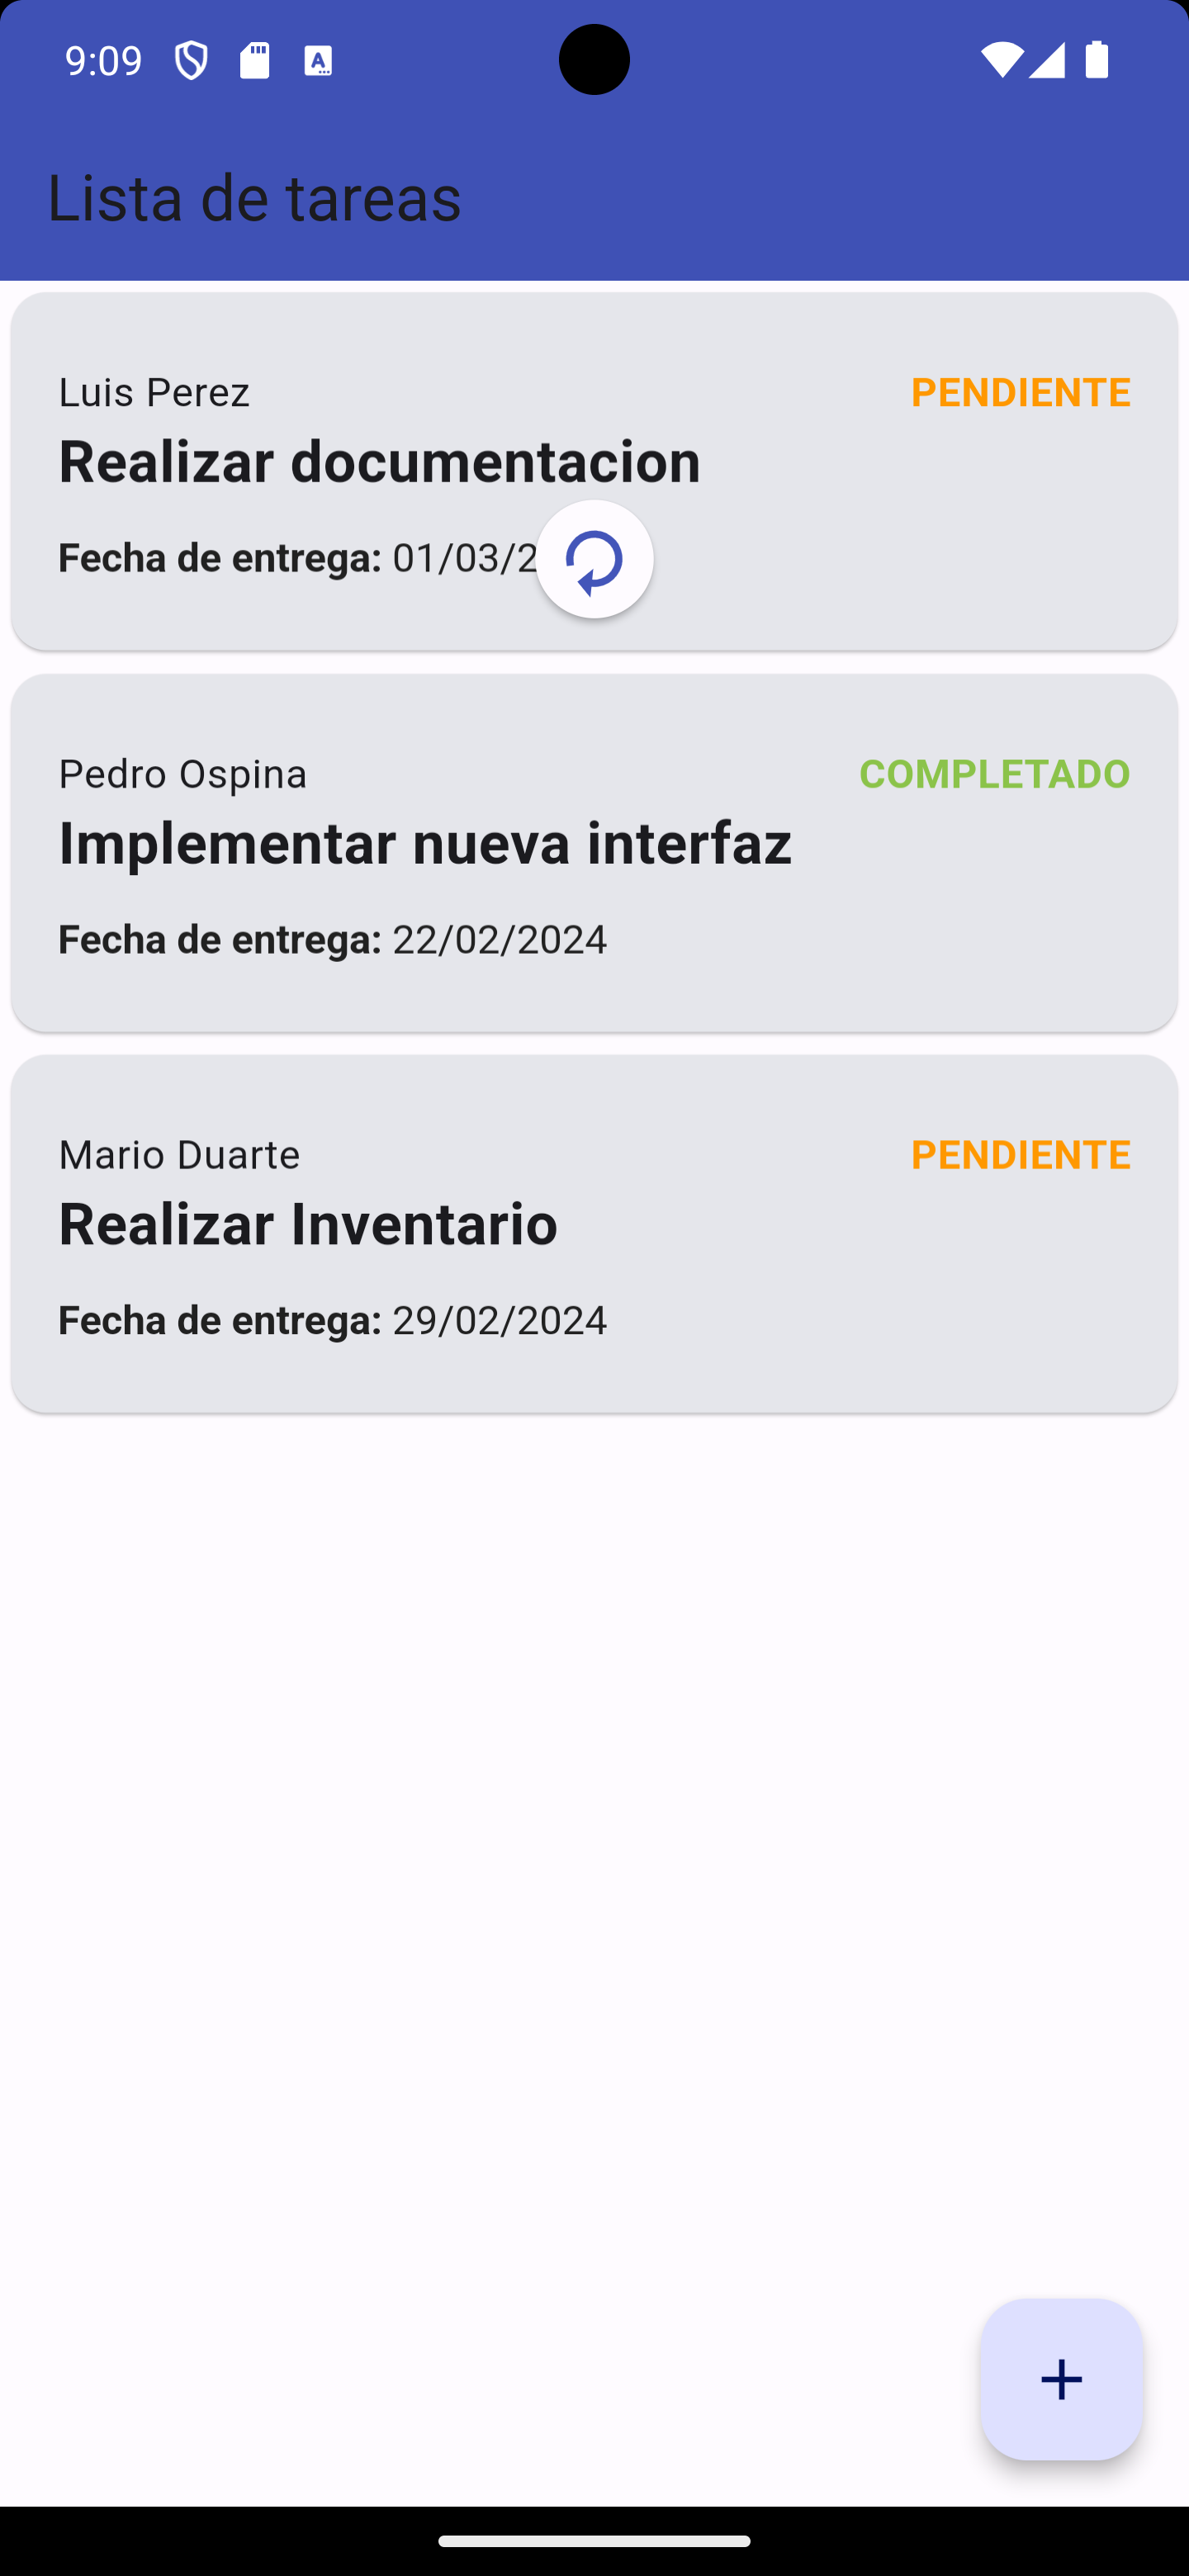 9:09
Lista de tareas
Luis Perez PENDIENTE
Realizar documentacion
Fecha de entrega: 01/03/2
Pedro Ospina COMPLETADO
Implementar nueva interfaz
Fecha de entrega: 22/02/2024
Mario Duarte PENDIENTE
Realizar Inventario
Fecha de entrega: 29/02/2024